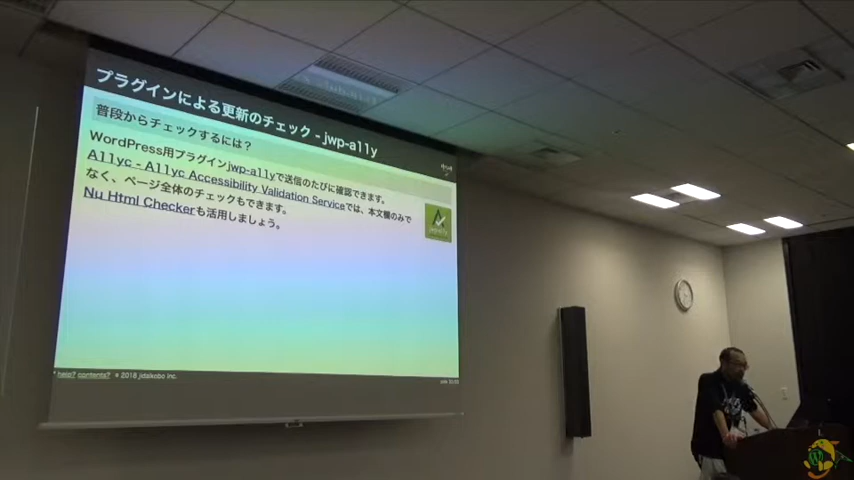 プラグインによる更新のチェック - jwp-a11y
普段からチェックするには？
WordPress用プラグインjwp-a11yで送信のたびに確認できます。
A11yc - A11yc Accessibility Validation Serviceでは、本文欄のみで
なく、ページ全体のチェックもできます。
Nu Html Checkerも活用しましょう。
help? contents? © 2018 jidaikobo inc.